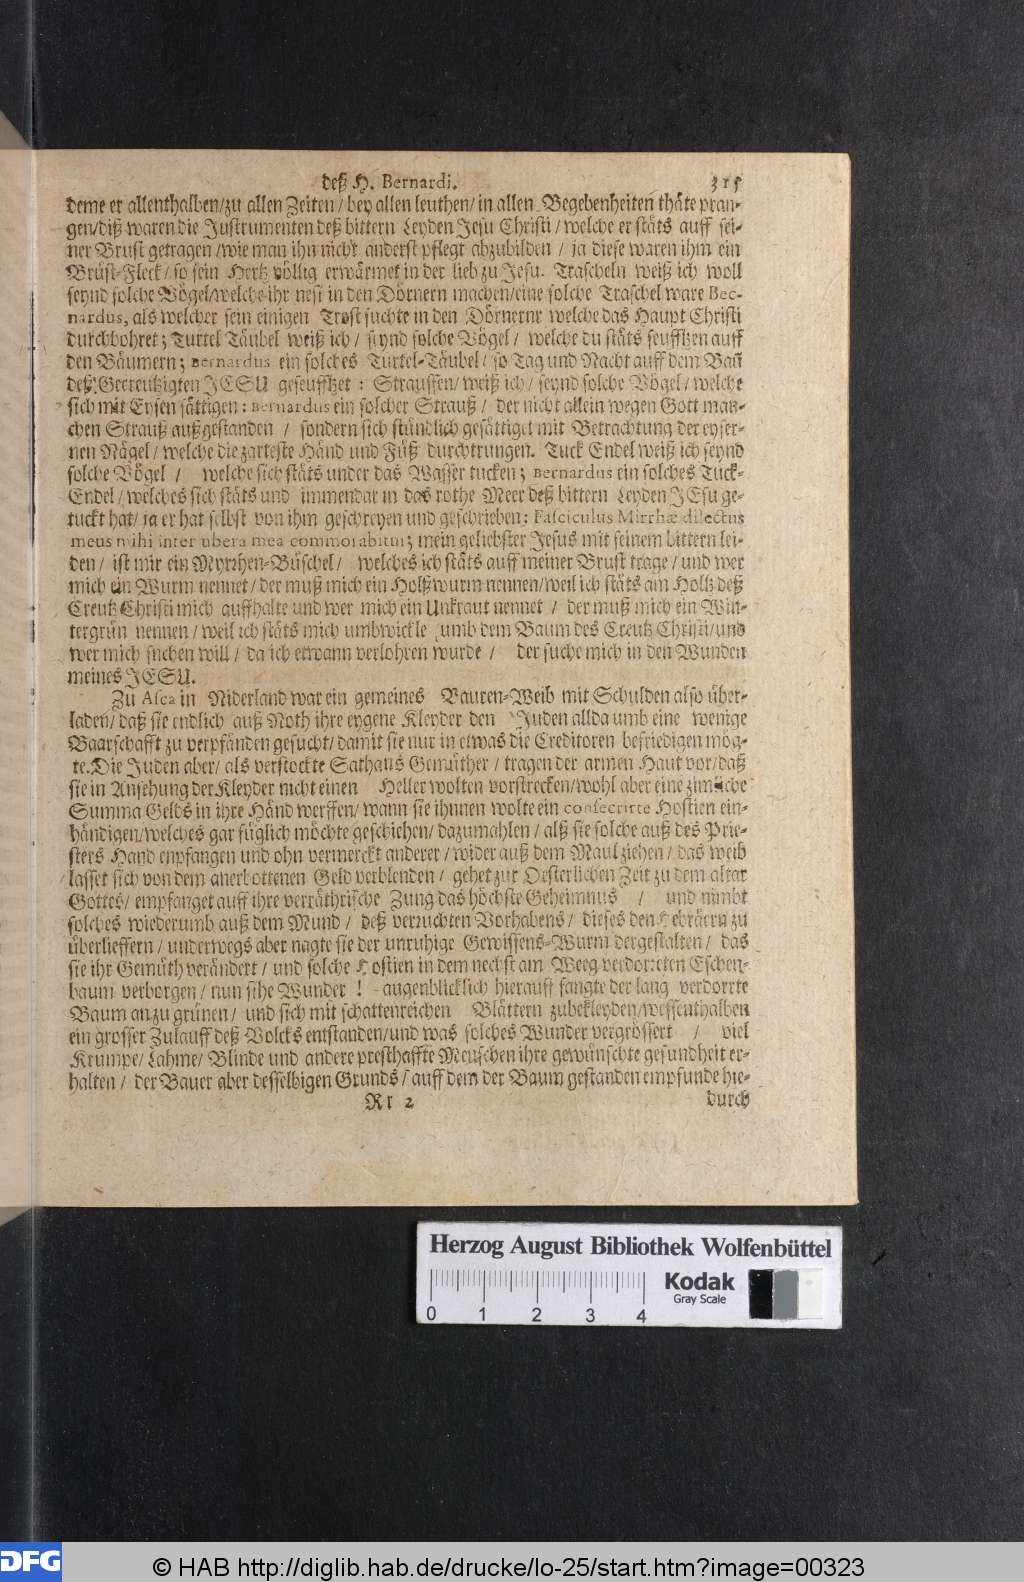 deß H. Bernardi. 315
deme er allenthalben/zu allen Zeiten/bey allen leuthen/in allen Begebenheiten thäte pran-
gen/diß waren die Instrumenten deß bittern Leyden Jesu Christi/welche er stäts auff sei-
ner Brust getragen/wie man ihn nicht anderst pflegt abzubilden/ja diese waren ihm ein
Brust-Fleck/so sein Hertz völlig erwärmet in der lieb zu Jesu. Trascheln weiß ich woll
seynd solche Vögel/welche ihr nest in den Dörnern machen/eine solche Traschel ware Ber-
nardus, als welcher sein einigen Trost suchte in den Dörnernr welche das Haupt Christi
durchbohret; Turtel Täubel weiß ich/seynd solche Vögel/welche du stäts seufftzen auff
den Bäumern; Bernardus ein solches Turtel-Täubel/so Tag und Nacht auff dem Baũ
deß Gecreutzigten JESU geseufftzet: Straussen/weiß ich/seynd solche Vögel/welche
sich mit Eysen sättigen: Bernardus ein solcher Strauß/der nicht allein wegen Gott man-
chen Strauß außgestanden/sondern sich stündlich gesättiget mit Betrachtung der eyser-
nen Nägel/welche die zarteste Händ und Füß durchtrungen. Tuck Endel weiß ich seynd
solche Vögel/welche sich stäts under das Wasser tucken; Bernardus ein solches Tuck-
Endel/welches sich stäts und immendar in das rothe Meer deß bittern Leyden JEsu ge-
tuckt hat/ja er hat selbst von ihm geschreyen und geschrieben: Fasciculus Mirrhæ dilectus
meus mihi inter ubera mea commorabitur; mein geliebster Jesus mit seinem bittern lei-
den/ist mir ein Myrrhen-Büschel/welches ich stäts auff meiner Brust trage/und wer
mich ein Wurm nennet/der muß mich ein Holtzwurm nennen/weil ich stäts am Holtz deß
Creutz Christi mich auffhalte und wer mich ein Unkraut nennet/der muß mich ein Win-
tergrün nennen/weil ich stäts mich umbwickle umb dem Baum des Creutz Christi/und
wer mich suchen will/da ich etwann verlohren wurde/der suche mich in den Wunden
meines JESU.
Zu Asca in Niderland war ein gemeines Bauren-Weib mit Schulden also über-
laden/daß sie endlich auß Noth ihre eygene Kleyder den Juden allda umb eine wenige
Baarschafft zu verpfänden gesucht/damit sie nur in etwas die Creditoren befriedigen mög-
te. Die Juden aber/als verstockte Sathans Gemüther/tragen der armen Haut vor/daß
sie in Ansehung der Kleyder nicht einen Heller wolten vorstrecken/wohl aber eine zimliche
Summa Gelds in ihre Händ werffen/wann sie ihnnen wolte ein consecrirte Hostien ein-
händigen/welches gar füglich möchte geschiehen/dazumahlen/alß sie solche auß des Prie-
sters Hand enpfangen und ohn vermerckt anderer/wider auß dem Maul ziehen/das weib
lasset sich von dem anerbottenen Geld verblenden/gehet zur Oesterlichen Zeit zu dem altar
Gottes/empfanget auff ihre verräthrische Zung das höchste Geheimnus/und nimbt
solches wiederumb auß dem Mund/deß verruchten Vorhabens/dieses den Hebräern zu
überlieffern/underwegs aber nagte sie der unruhige Gewissens-Wurm dergestalten/das
sie ihr Gemüth verändert/und solche Hostien in dem nechst am Weeg verdorrten Eschen-
baum verborgen/nun sihe Wunder! augenblicklich hierauff fangte der lang verdorrte
Baum an zu grünen/und sich mit schattenreichen Blättern zubekleyden/wessenthalben
ein grosser Zulauff deß Volcks entstanden/und was solches Wunder vergrössert/viel
Krumpe/Lahme/Blinde und andere presthaffte Menschen ihre gewünschte gesundheit er-
halten/der Bauer aber desselbigen Grunds/auff dem der Baum gestanden empfunde hie-
Rr 2 durch
Herzog August Bibliothek Wolfenbüttel
Kodak
Gray Scale
0 1 2 3 4
DFG © HAB http://diglib.hab.de/drucke/lo-25/start.htm?image=00323